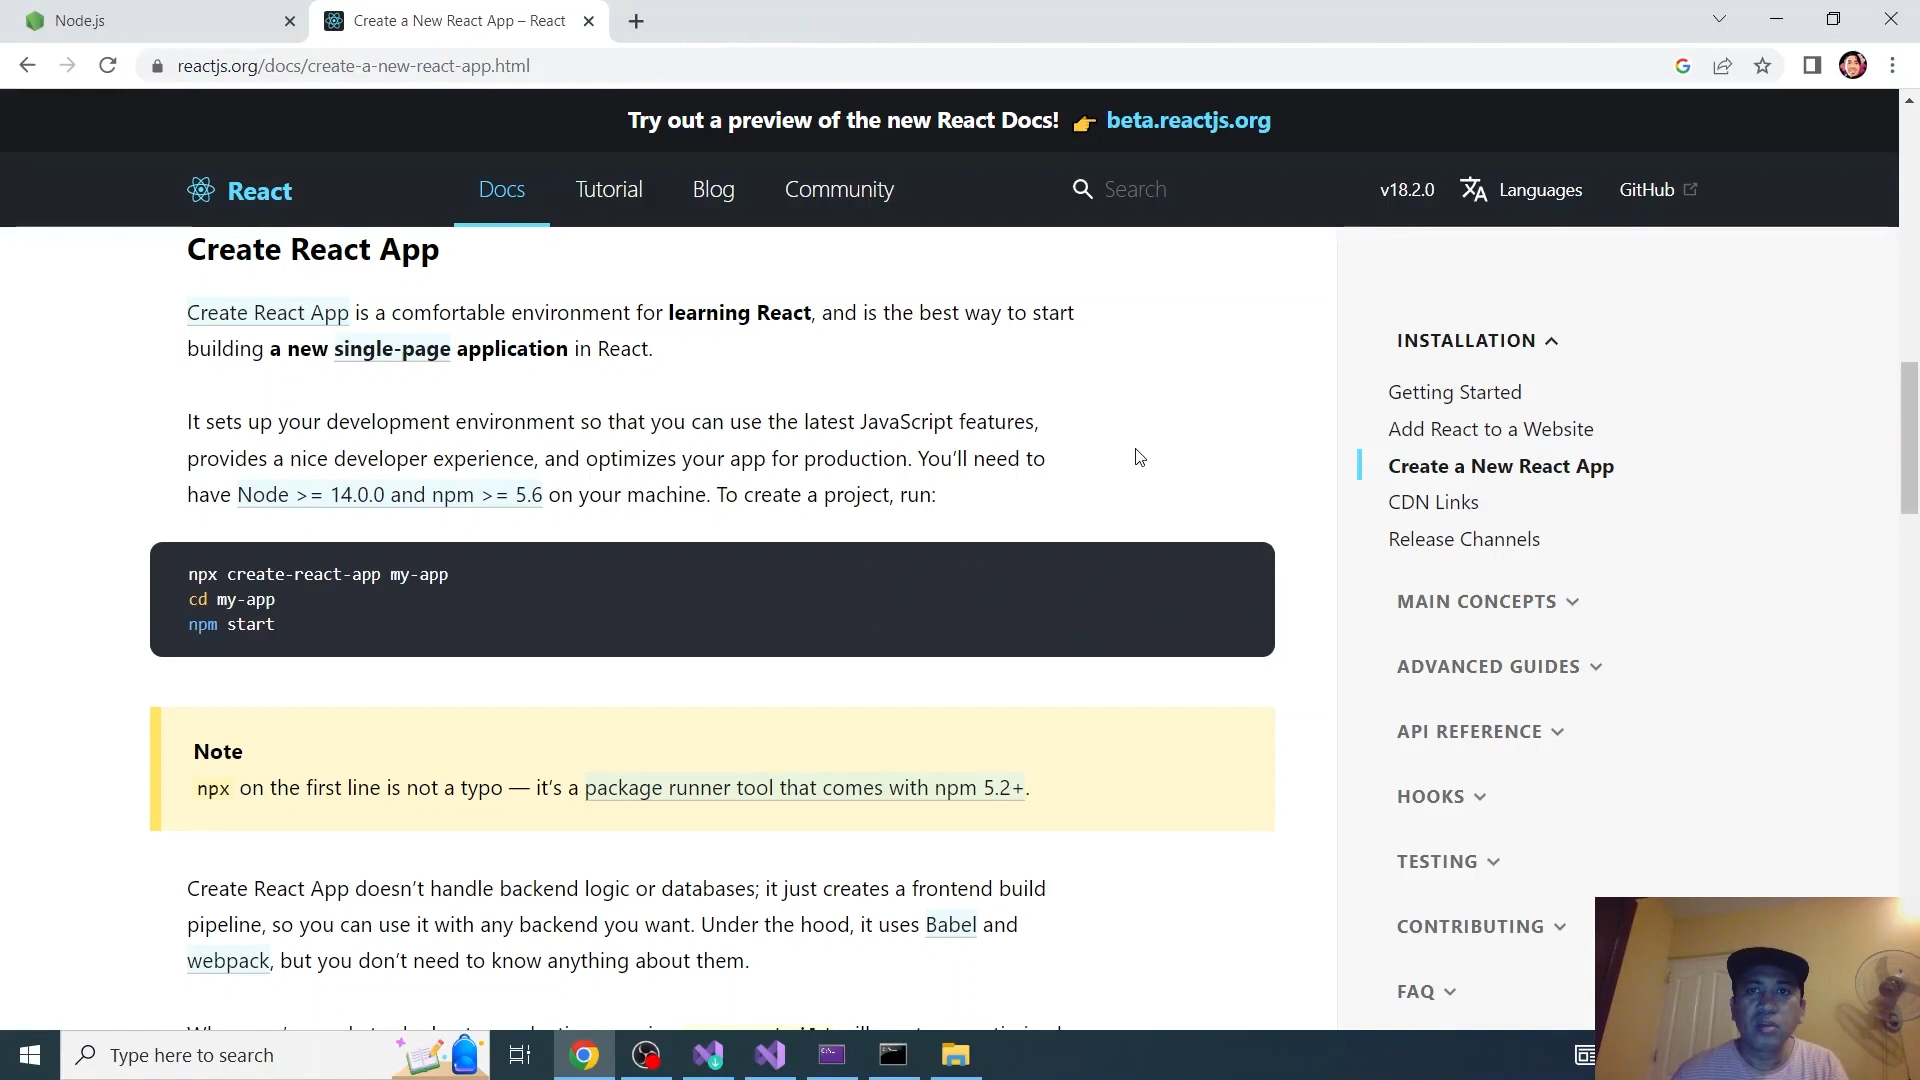 Node.js
Create a New React App – React
reactjs.org/docs/create-a-new-react-app.html
Try out a preview of the new React Docs! 👉 beta.reactjs.org
React
Docs
Tutorial
Blog
Community
Search
v18.2.0
Languages
GitHub
Create React App
Create React App is a comfortable environment for learning React, and is the best way to start
building a new single-page application in React.
It sets up your development environment so that you can use the latest JavaScript features,
provides a nice developer experience, and optimizes your app for production. You’ll need to
have Node >= 14.0.0 and npm >= 5.6 on your machine. To create a project, run:
npx create-react-app my-app
cd my-app
npm start
Note
npx on the first line is not a typo — it’s a package runner tool that comes with npm 5.2+.
Create React App doesn’t handle backend logic or databases; it just creates a frontend build
pipeline, so you can use it with any backend you want. Under the hood, it uses Babel and
webpack, but you don’t need to know anything about them.
INSTALLATION
Getting Started
Add React to a Website
Create a New React App
CDN Links
Release Channels
MAIN CONCEPTS
ADVANCED GUIDES
API REFERENCE
HOOKS
TESTING
CONTRIBUTING
FAQ
Type here to search